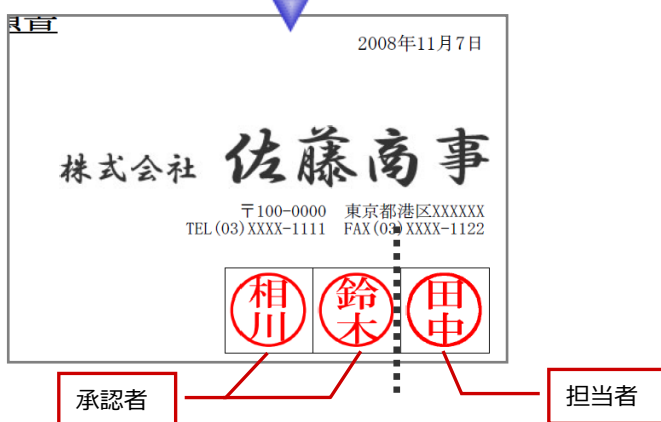 2008年11月7日
株式会社 佐藤商事
〒100-0000 東京都港区XXXXXX
TEL(03)XXXX-1111 FAX(03)XXXX-1122
相川 鈴木 田中
承認者 担当者